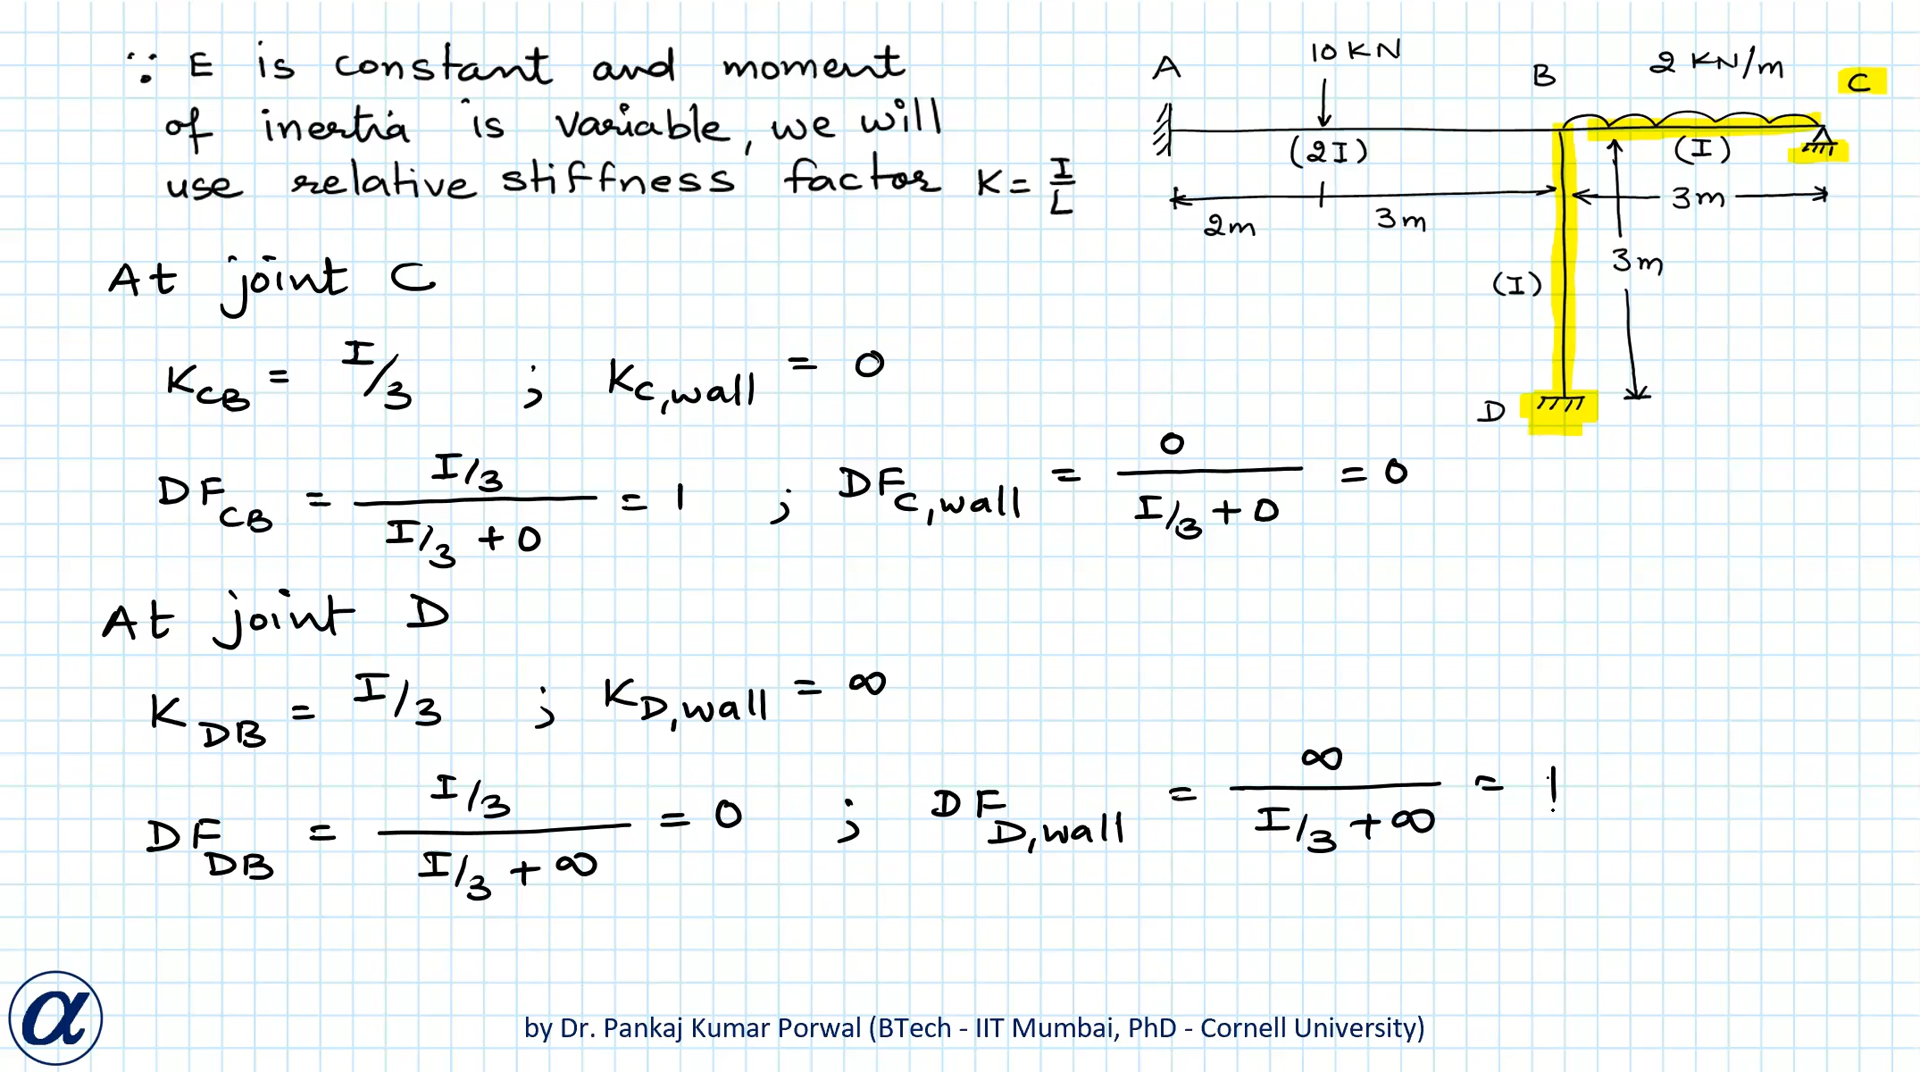 ∵ E is constant and moment
of inertia is variable, we will
use relative stiffness factor K = I/L
A
10 KN
B
2 KN/m
C
(2I)
(I)
2m
3m
3m
(I)
3m
D
At joint C
K_CB = I/3 ; K_C,wall = 0
DF_CB = (I/3)/(I/3 + 0) = 1 ; DF_C,wall = 0/(I/3 + 0) = 0
At joint D
K_DB = I/3 ; K_D,wall = ∞
DF_DB = (I/3)/(I/3 + ∞) = 0 ; DF_D,wall = ∞/(I/3 + ∞) = 1
α
by Dr. Pankaj Kumar Porwal (BTech - IIT Mumbai, PhD - Cornell University)